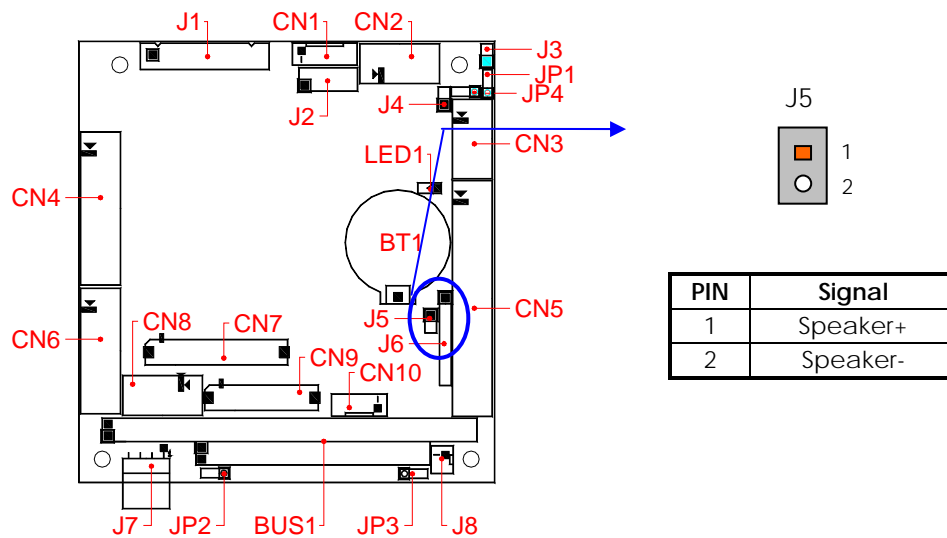 J1
CN1
CN2
J3
JP1
JP4
J2
J4
CN3
LED1
CN4
BT1
CN5
CN6
CN8
CN7
J5
J6
CN9
CN10
J7
JP2
BUS1
JP3
J8
J5
1
2
PIN Signal
1 Speaker+
2 Speaker-